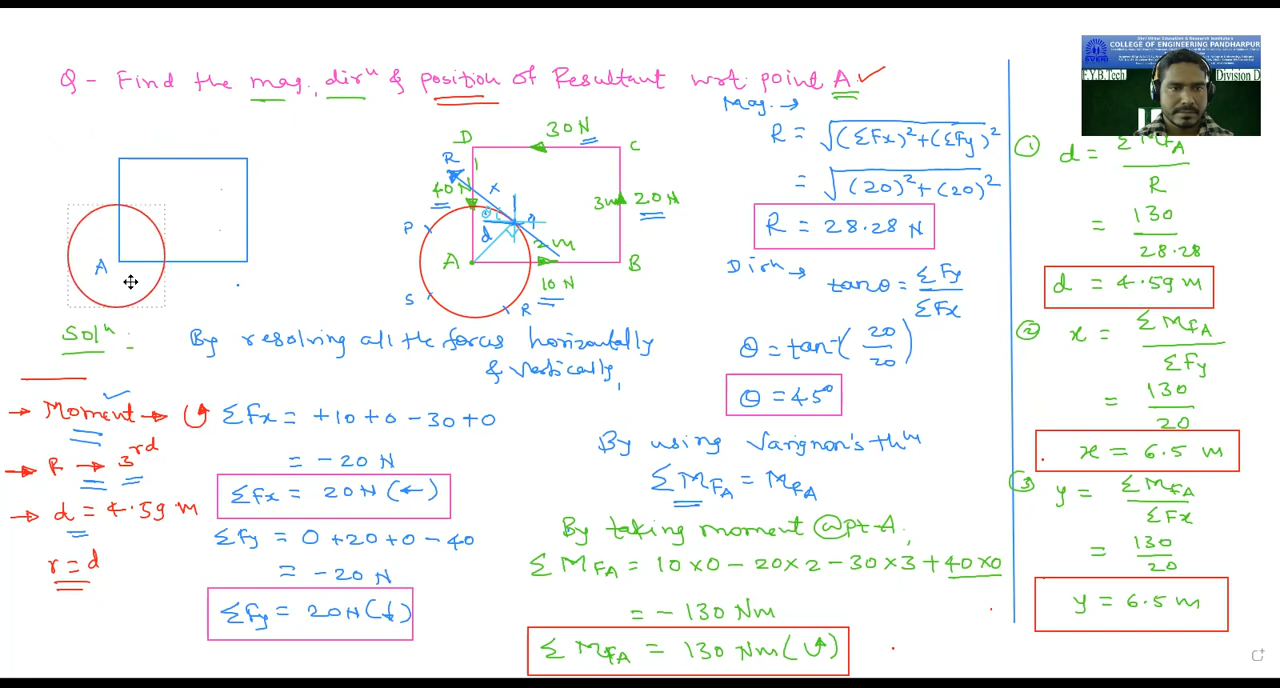 Q - Find the mag., dirⁿ & position of Resultant wrt point A. ✓
COLLEGE OF ENGINEERING PANDHARPUR
F.Y.B.Tech
Division D
A
D
30 N
C
R
x
40 N
θ
q
3m
20 N
P
d
2 m
A
B
10 N
S
R
Solⁿ :
By resolving all the forces horizontally
& vertically,
→ Moment → ↺
→ R → 3rd
→ d = 4.59 m
r = d
ΣFx = +10 + 0 - 30 + 0
= -20 N
ΣFx = 20 N (←)
ΣFy = 0 + 20 + 0 - 40
= -20 N
ΣFy = 20 N (↓)
Mag. →
R = √(ΣFx)² + (ΣFy)²
= √(20)² + (20)²
R = 28.28 N
Dirⁿ →
tanθ = ΣFy / ΣFx
θ = tan⁻¹(20/20)
θ = 45°
By using Varignon's thᵐ
ΣMFA = MFA
By taking moment @pt-A,
ΣMFA = 10×0 - 20×2 - 30×3 + 40×0
= -130 Nm
ΣMFA = 130 Nm (↺)
① d = ΣMFA / R
= 130 / 28.28
d = 4.59 m
② x = ΣMFA / ΣFy
= 130 / 20
x = 6.5 m
③ y = ΣMFA / ΣFx
= 130 / 20
y = 6.5 m